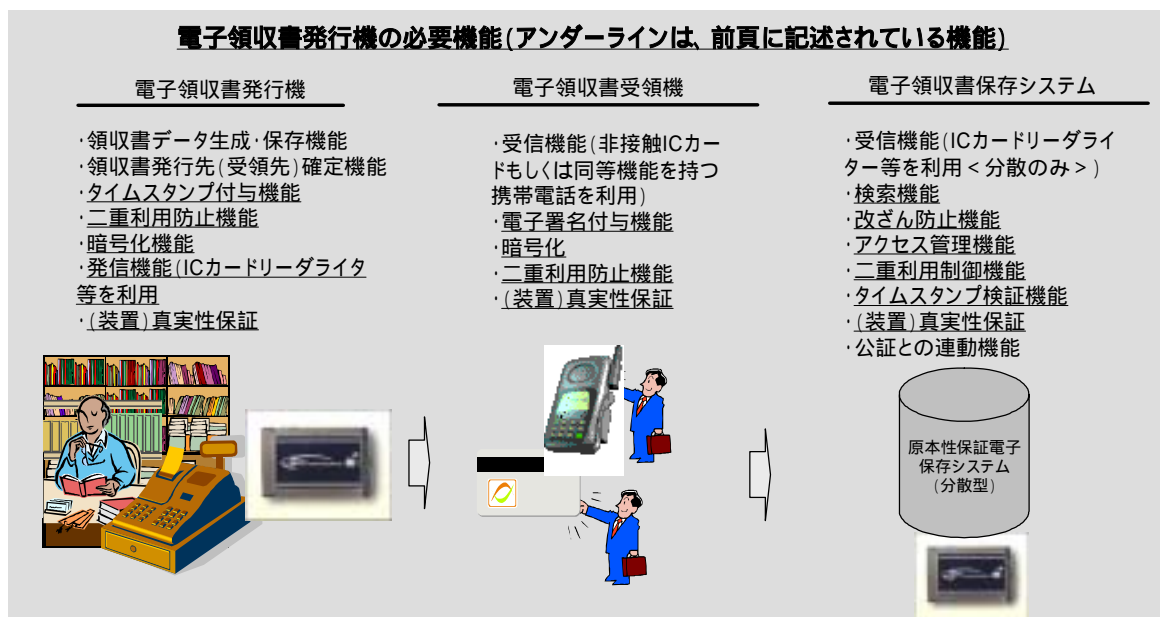 電子領収書発行機の必要機能(アンダーラインは、前頁に記述されている機能)
電子領収書発行機
・領収書データ生成・保存機能
・領収書発行先(受領先)確定機能
・タイムスタンプ付与機能
・二重利用防止機能
・暗号化機能
・発信機能(ICカードリーダライタ
等を利用
・(装置)真実性保証
電子領収書受領機
・受信機能(非接触ICカー
ドもしくは同等機能を持つ
携帯電話を利用)
・電子署名付与機能
・暗号化
・二重利用防止機能
・(装置)真実性保証
電子領収書保存システム
・受信機能(ICカードリーダライ
ター等を利用<分散のみ>)
・検索機能
・改ざん防止機能
・アクセス管理機能
・二重利用制御機能
・タイムスタンプ検証機能
・(装置)真実性保証
・公証との連動機能
原本性保証電子
保存システム
(分散型)